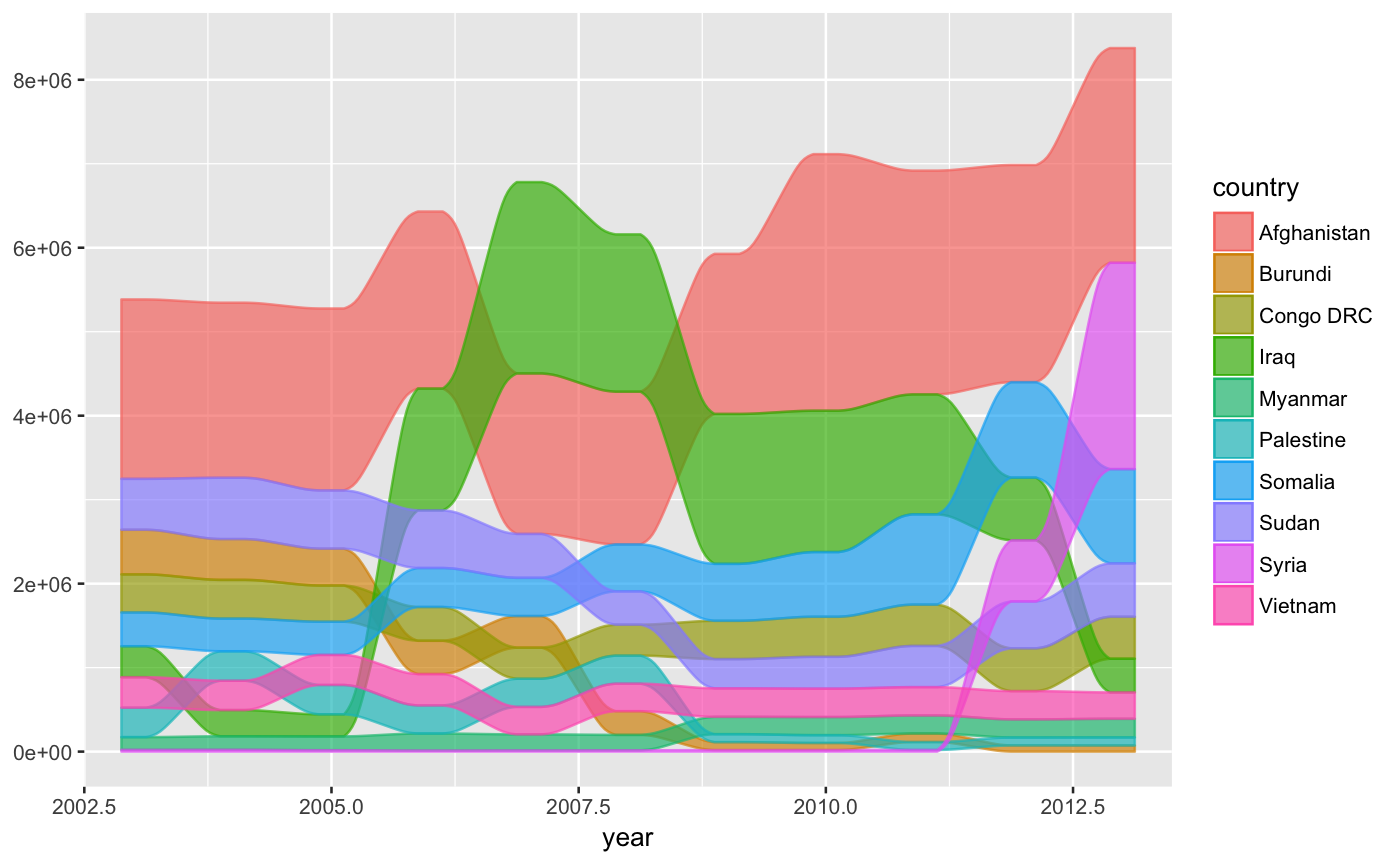 8e+06
6e+06
4e+06
2e+06
0e+00
2002.5 2005.0 2007.5 2010.0 2012.5
year
country
Afghanistan
Burundi
Congo DRC
Iraq
Myanmar
Palestine
Somalia
Sudan
Syria
Vietnam